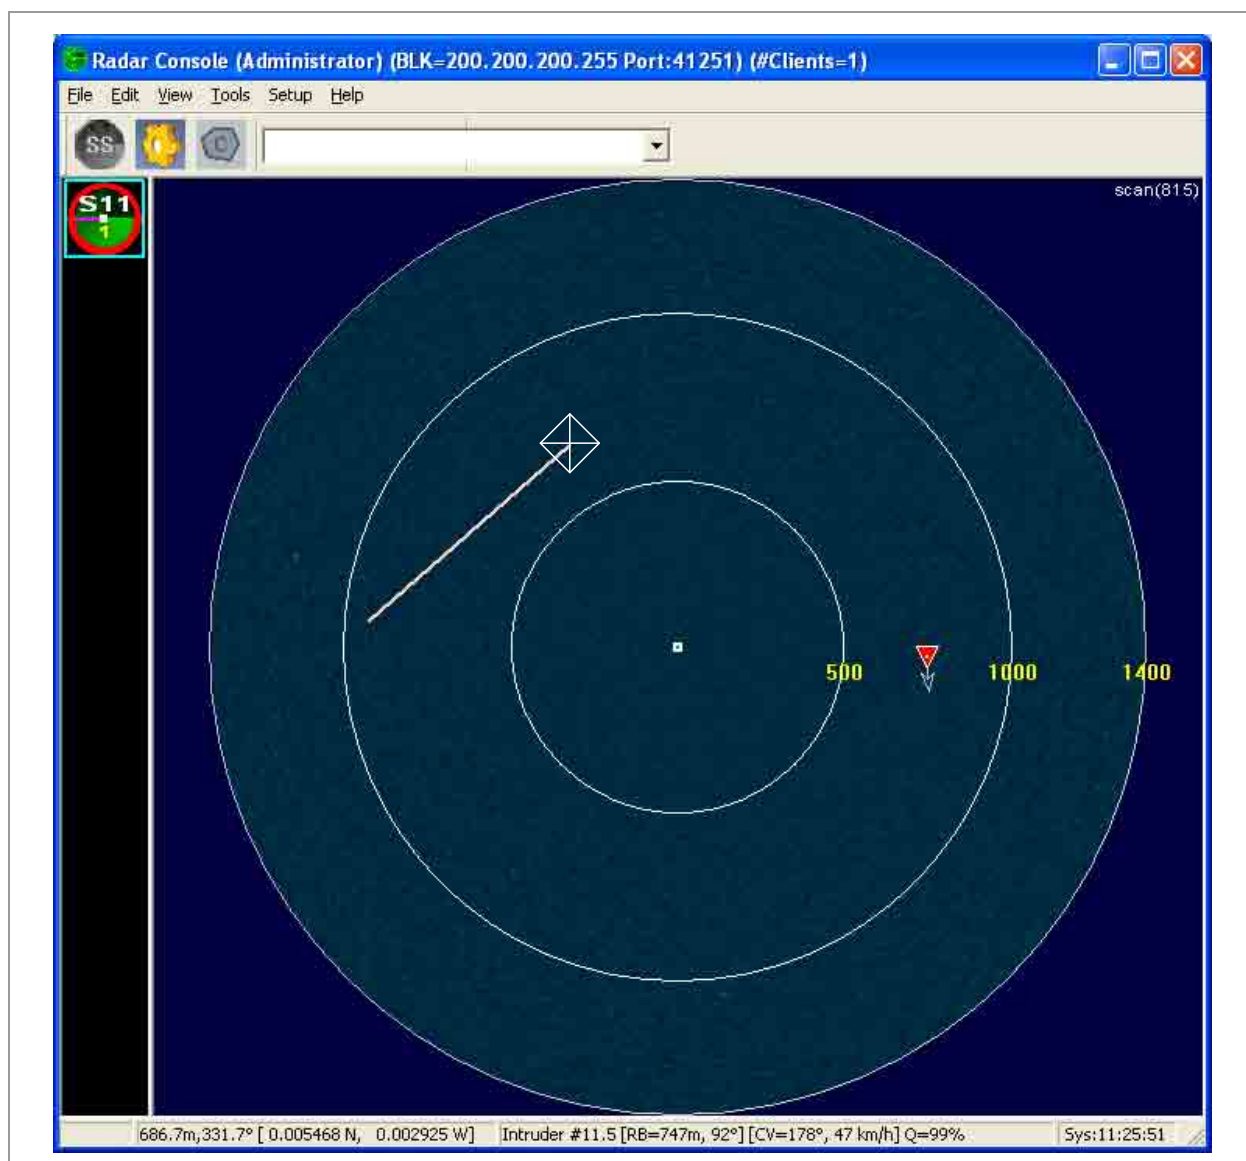 Radar Console (Administrator) (BLK=200.200.200.255 Port:41251) (#Clients=1)
File Edit View Tools Setup Help
SS
S11
1
scan(815)
500 1000 1400
686.7m,331.7° [ 0.005468 N, 0.002925 W] Intruder #11.5 [RB=747m, 92°] [CV=178°, 47 km/h] Q=99% Sys:11:25:51